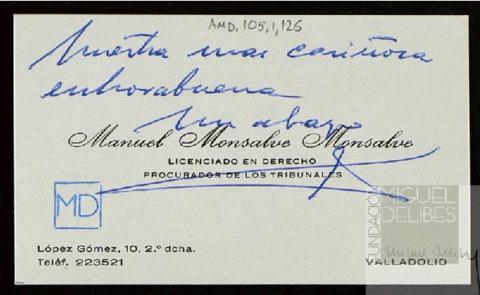 AMD, 105, 1, 126
Nuestra mas cariñosa
enhorabuena
Un abrazo
Manuel Monsalve Monsalve
LICENCIADO EN DERECHO
PROCURADOR DE LOS TRIBUNALES
MD
López Gómez, 10, 2.º dcha.
Teléf. 223521
VALLADOLID
FUNDACIÓN
MIGUEL
DELIBES